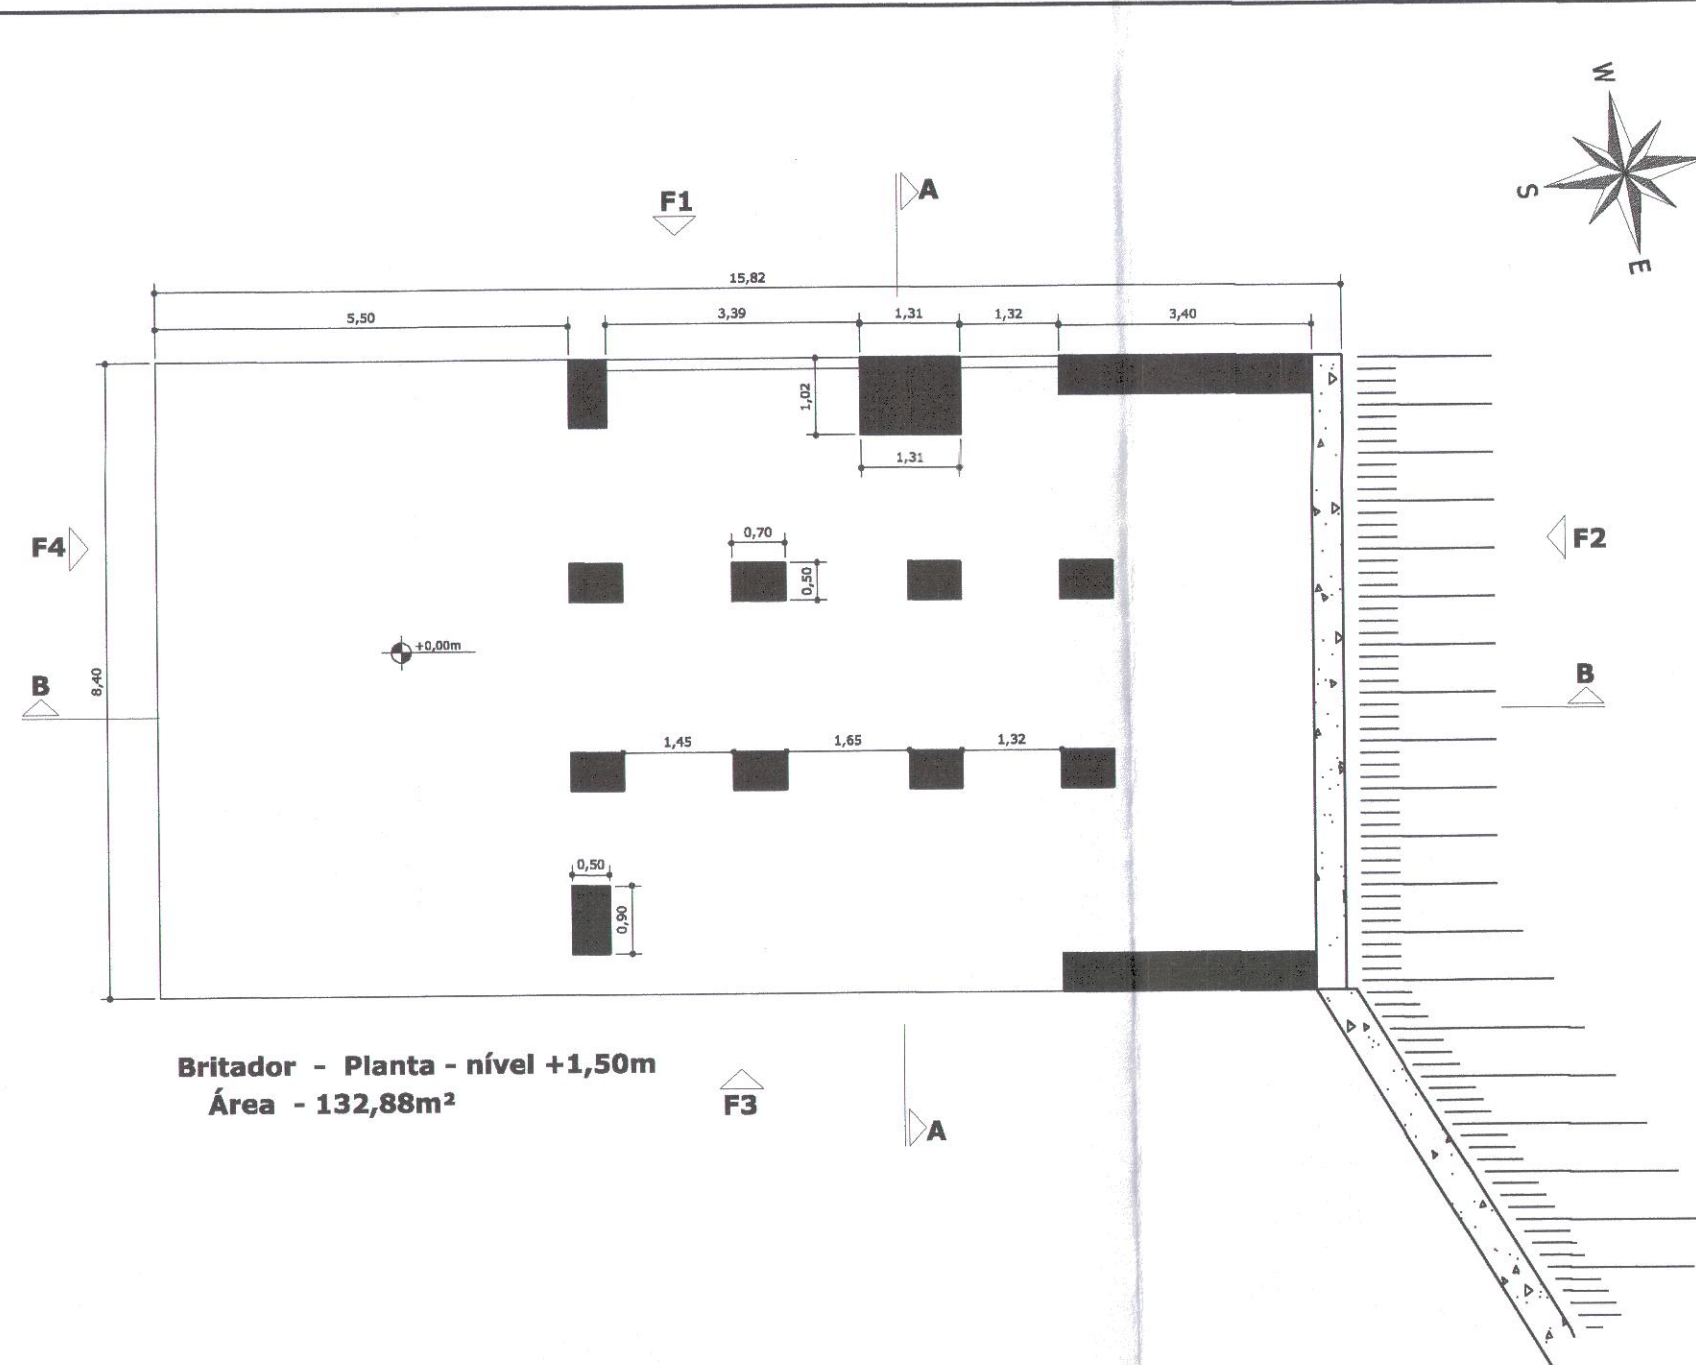 W
S
E
F1
A
15,82
5,50
3,39
1,31
1,32
3,40
1,02
1,31
F4
0,70
0,50
F2
+0,00m
8,40
B
B
1,45
1,65
1,32
0,50
0,90
Britador - Planta - nível +1,50m
Área - 132,88m²
F3
A